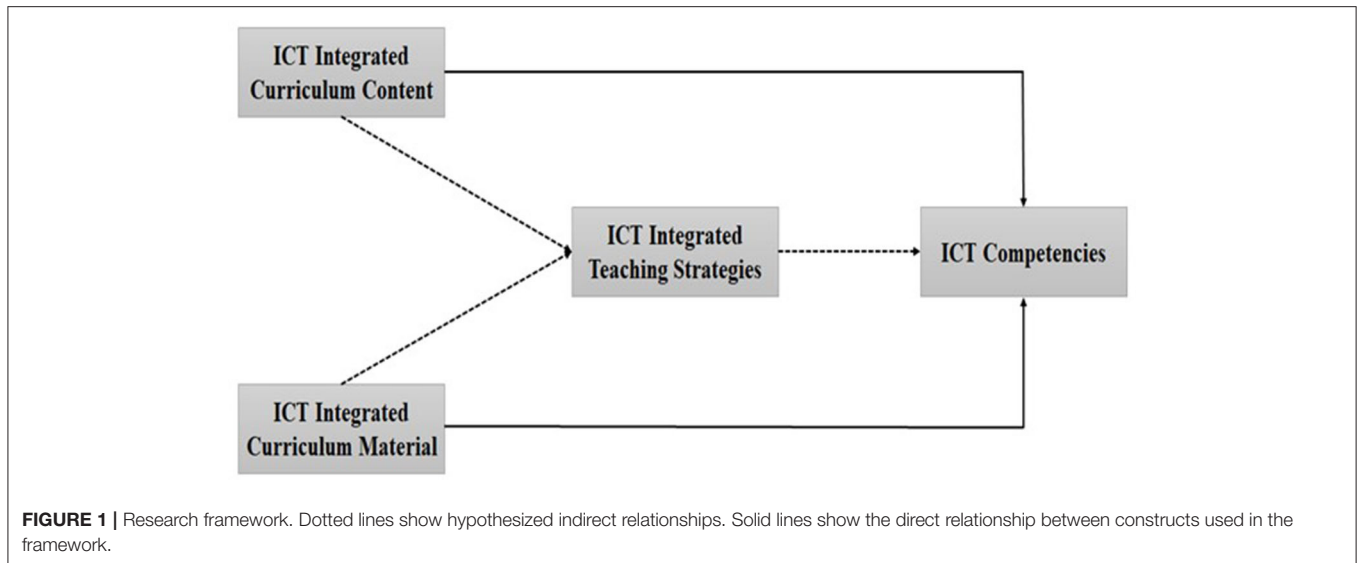 ICT Integrated
Curriculum Content
ICT Integrated
Teaching Strategies
ICT Competencies
ICT Integrated
Curriculum Material
FIGURE 1 | Research framework. Dotted lines show hypothesized indirect relationships. Solid lines show the direct relationship between constructs used in the
framework.